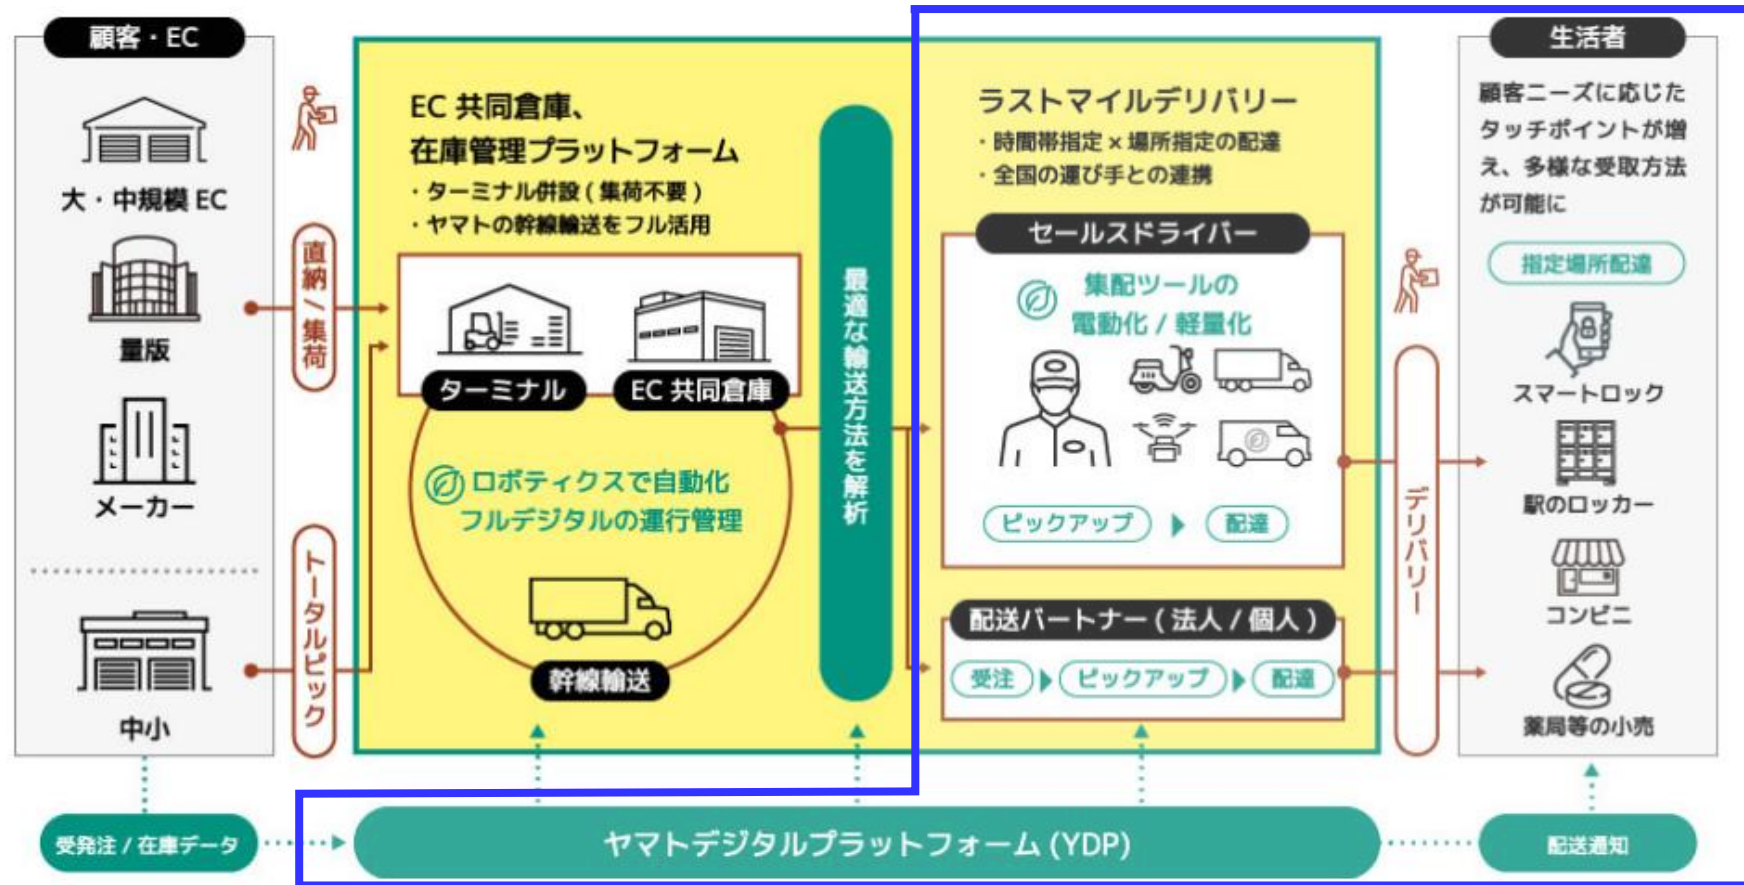 顧客・EC
大・中規模 EC
量版
メーカー
中小
直納 / 集荷
トータルピック
EC 共同倉庫、
在庫管理プラットフォーム
・ターミナル併設 ( 集荷不要 )
・ヤマトの幹線輸送をフル活用
ターミナル
EC 共同倉庫
ロボティクスで自動化
フルデジタルの運行管理
幹線輸送
最適な輸送方法を解析
ラストマイルデリバリー
・時間帯指定 × 場所指定の配達
・全国の運び手との連携
セールスドライバー
集配ツールの
電動化 / 軽量化
ピックアップ
配達
配送パートナー ( 法人 / 個人 )
受注
ピックアップ
配達
デリバリー
生活者
顧客ニーズに応じた
タッチポイントが増
え、多様な受取方法
が可能に
指定場所配達
スマートロック
駅のロッカー
コンビニ
薬局等の小売
受発注 / 在庫データ
ヤマトデジタルプラットフォーム (YDP)
配送通知